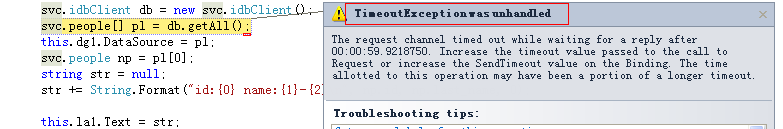 svc.idbClient db = new svc.idbClient();
svc.people[] pl = db.getAll();
this.dg1.DataSource = pl;
svc.people np = pl[0];
string str = null;
str += String.Format("id:{0} name:{1}-{2
this.la1.Text = str;
TimeoutException was unhandled
The request channel timed out while waiting for a reply after
00:00:59.9218750. Increase the timeout value passed to the call to
Request or increase the SendTimeout value on the Binding. The time
allotted to this operation may have been a portion of a longer timeout.
Troubleshooting tips: